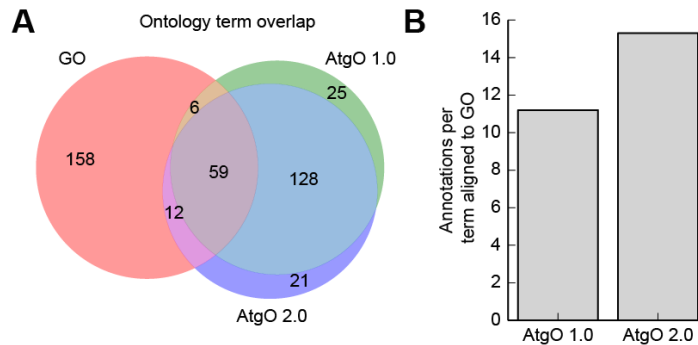 A
Ontology term overlap
GO
AtgO 1.0
6
25
158
59
128
12
21
AtgO 2.0
B
Annotations per
term aligned to GO
16
14
12
10
8
6
4
2
0
AtgO 1.0
AtgO 2.0